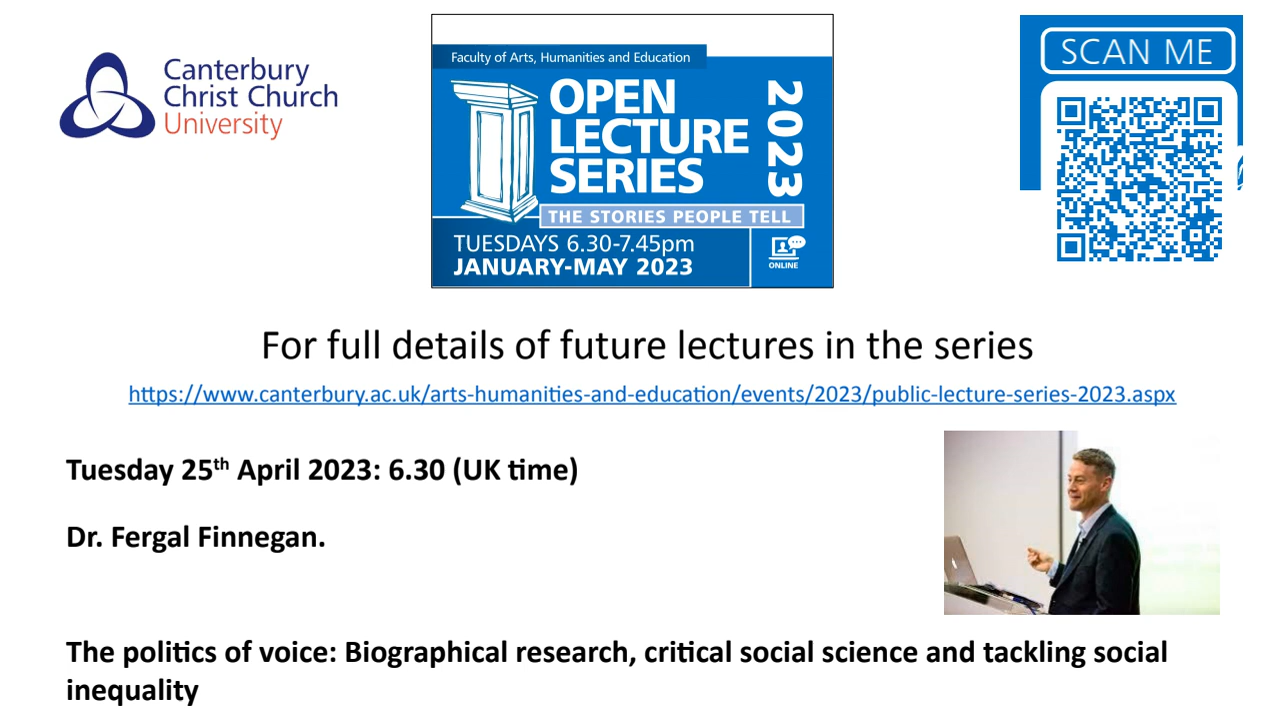 Canterbury
Christ Church
University
Faculty of Arts, Humanities and Education
OPEN
LECTURE
SERIES
2023
THE STORIES PEOPLE TELL
TUESDAYS 6.30-7.45pm
JANUARY-MAY 2023
ONLINE
SCAN ME
For full details of future lectures in the series
https://www.canterbury.ac.uk/arts-humanities-and-education/events/2023/public-lecture-series-2023.aspx
Tuesday 25th April 2023: 6.30 (UK time)
Dr. Fergal Finnegan.
The politics of voice: Biographical research, critical social science and tackling social
inequality